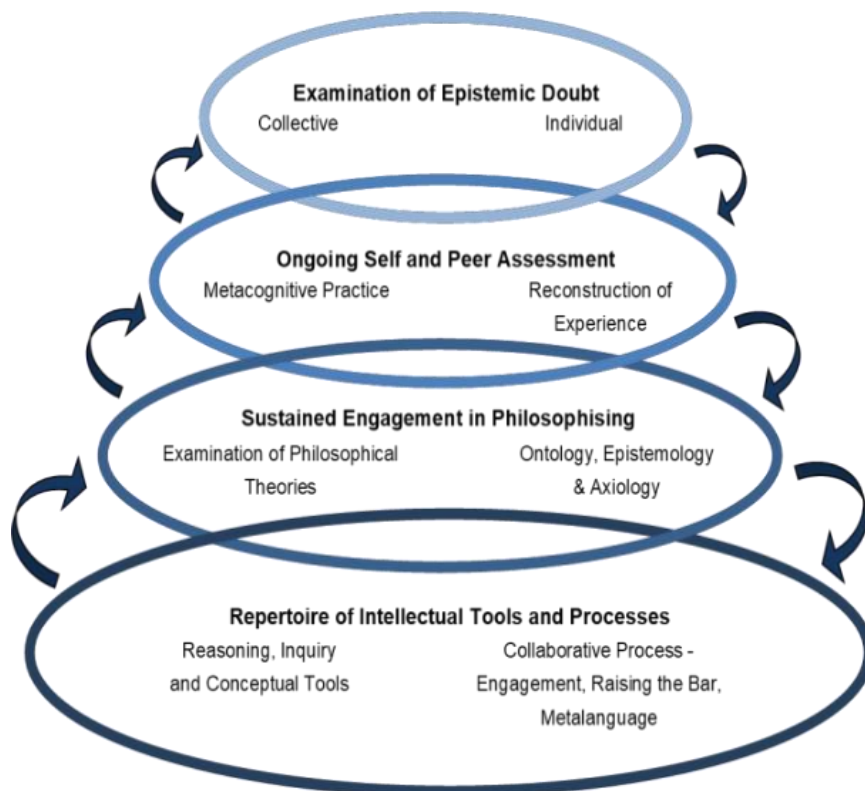 Examination of Epistemic Doubt
Collective Individual
Ongoing Self and Peer Assessment
Metacognitive Practice Reconstruction of
Experience
Sustained Engagement in Philosophising
Examination of Philosophical Ontology, Epistemology
Theories & Axiology
Repertoire of Intellectual Tools and Processes
Reasoning, Inquiry Collaborative Process -
and Conceptual Tools Engagement, Raising the Bar,
Metalanguage